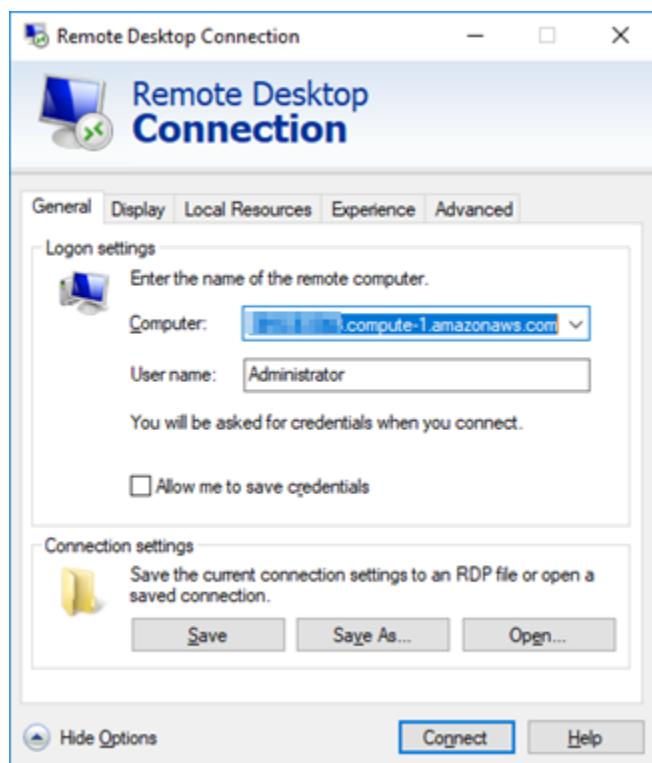 Remote Desktop Connection
Remote Desktop
Connection
General Display Local Resources Experience Advanced
Logon settings
Enter the name of the remote computer.
Computer: .compute-1.amazonaws.com
User name: Administrator
You will be asked for credentials when you connect.
Allow me to save credentials
Connection settings
Save the current connection settings to an RDP file or open a
saved connection.
Save Save As... Open...
Hide Options Connect Help